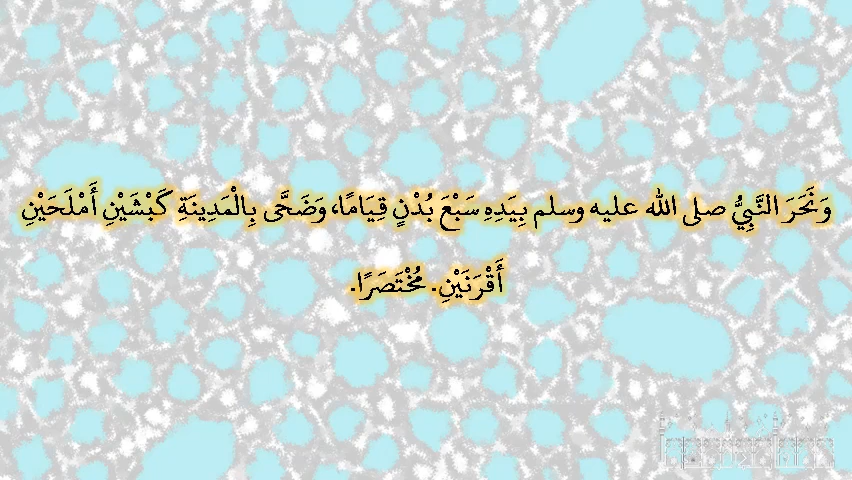 وَنَحَرَ النَّبِيُّ صلى الله عليه وسلم بِيَدِهِ سَبْعَ بُدْنٍ قِيَامًا، وَضَحَّى بِالْمَدِينَةِ كَبْشَيْنِ أَمْلَحَيْنِ
أَقْرَنَيْنِ. مُخْتَصَرًا.